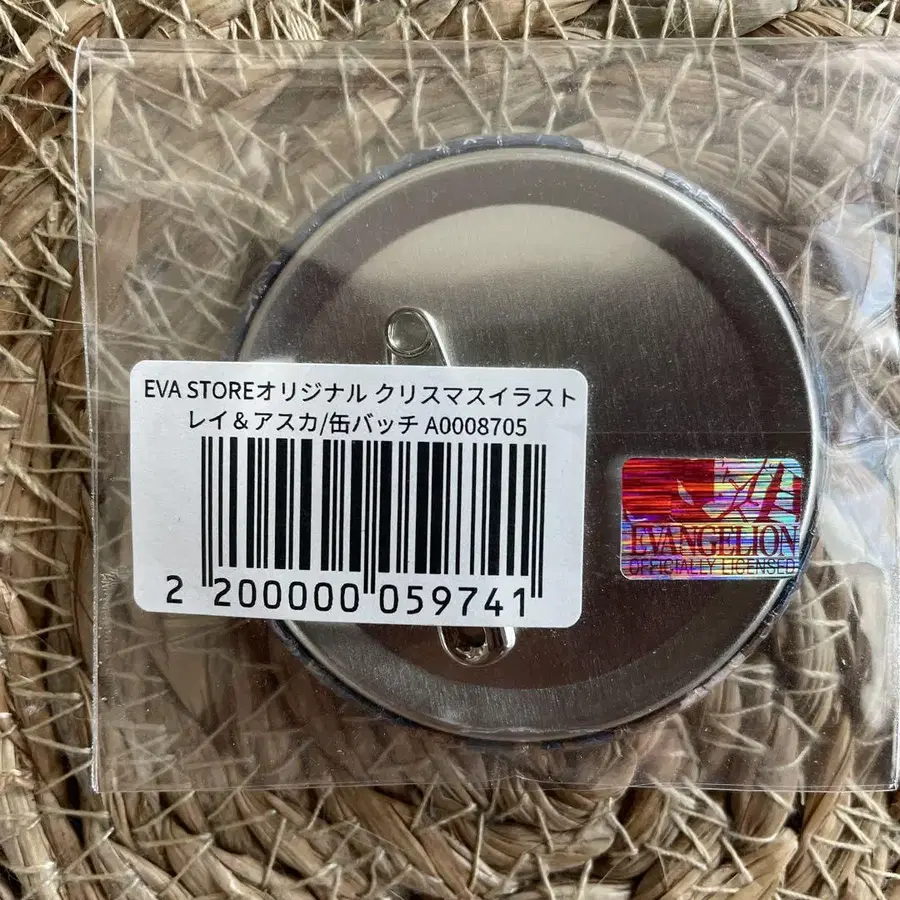 EVA STOREオリジナル クリスマスイラスト
レイ＆アスカ/缶バッチ A0008705
2 200000 059741
EVANGELION
OFFICIALLY LICENSED